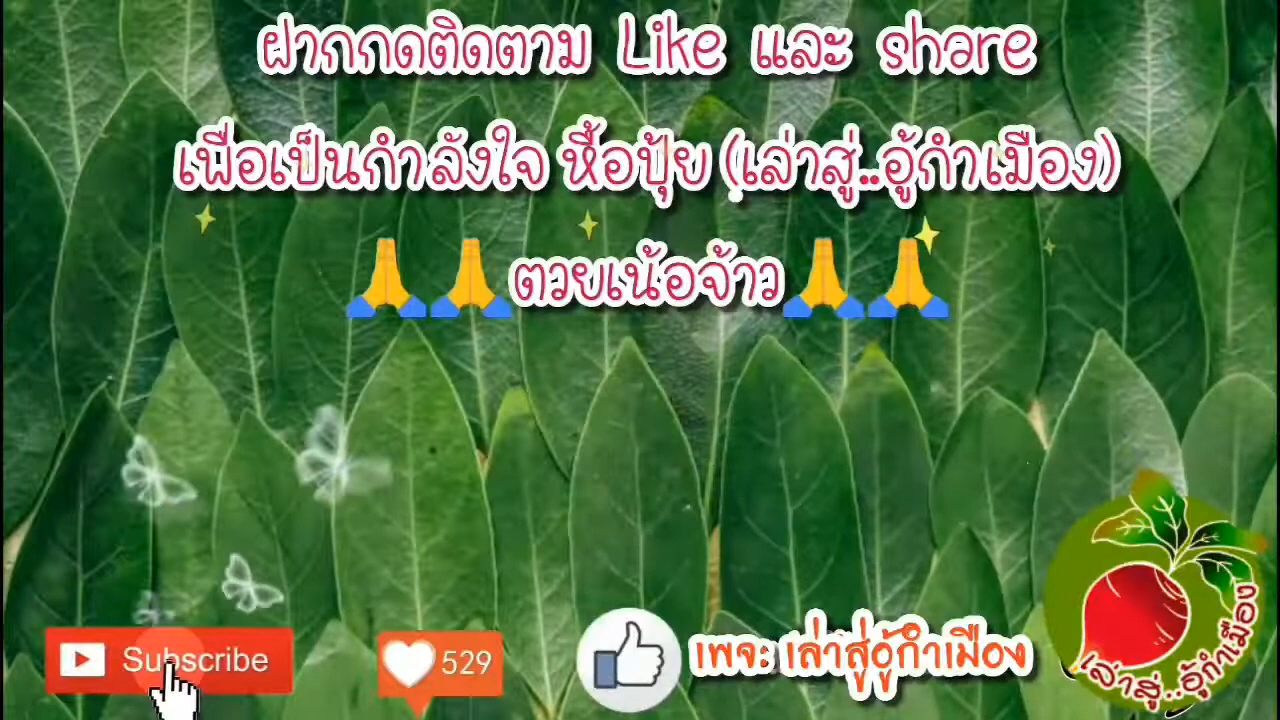 ฝากกดติดตาม Like และ share
เพื่อเป็นกำลังใจ หื้อปุ้ย (เล่าสู่..อู้กำเมือง)
ตวยเน้อจ้าว
Subscribe
529
เพจ: เล่าสู่อู้กำเมือง
เล่าสู่..อู้กำเมือง